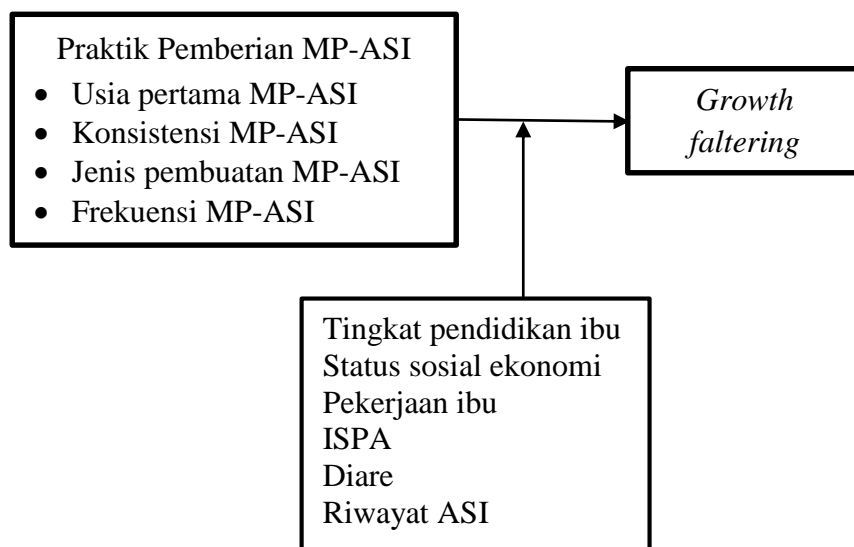 Praktik Pemberian MP-ASI
• Usia pertama MP-ASI
• Konsistensi MP-ASI
• Jenis pembuatan MP-ASI
• Frekuensi MP-ASI
Growth
faltering
Tingkat pendidikan ibu
Status sosial ekonomi
Pekerjaan ibu
ISPA
Diare
Riwayat ASI